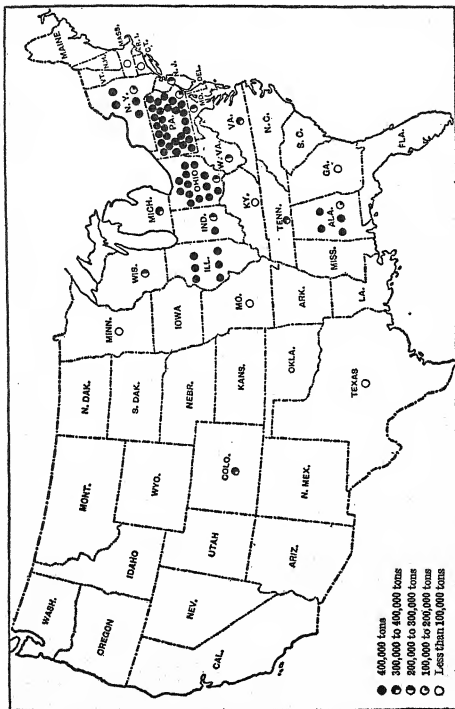 WASH.
OREGON
CAL.
NEV.
IDAHO
MONT.
WYO.
UTAH
ARIZ.
COLO.
N. MEX.
N. DAK.
S. DAK.
NEBR.
KANS.
OKLA.
TEXAS
MINN.
IOWA
MO.
ARK.
LA.
WIS.
ILL.
MICH.
IND.
OHIO
KY.
TENN.
MISS.
ALA.
GA.
FLA.
S. C.
N. C.
VA.
W. VA.
PA.
N. Y.
N. J.
DEL.
VT.
N.H.
MAINE
MASS.
R. I.
CT.
400,000 tons
300,000 to 400,000 tons
200,000 to 300,000 tons
100,000 to 200,000 tons
Less than 100,000 tons